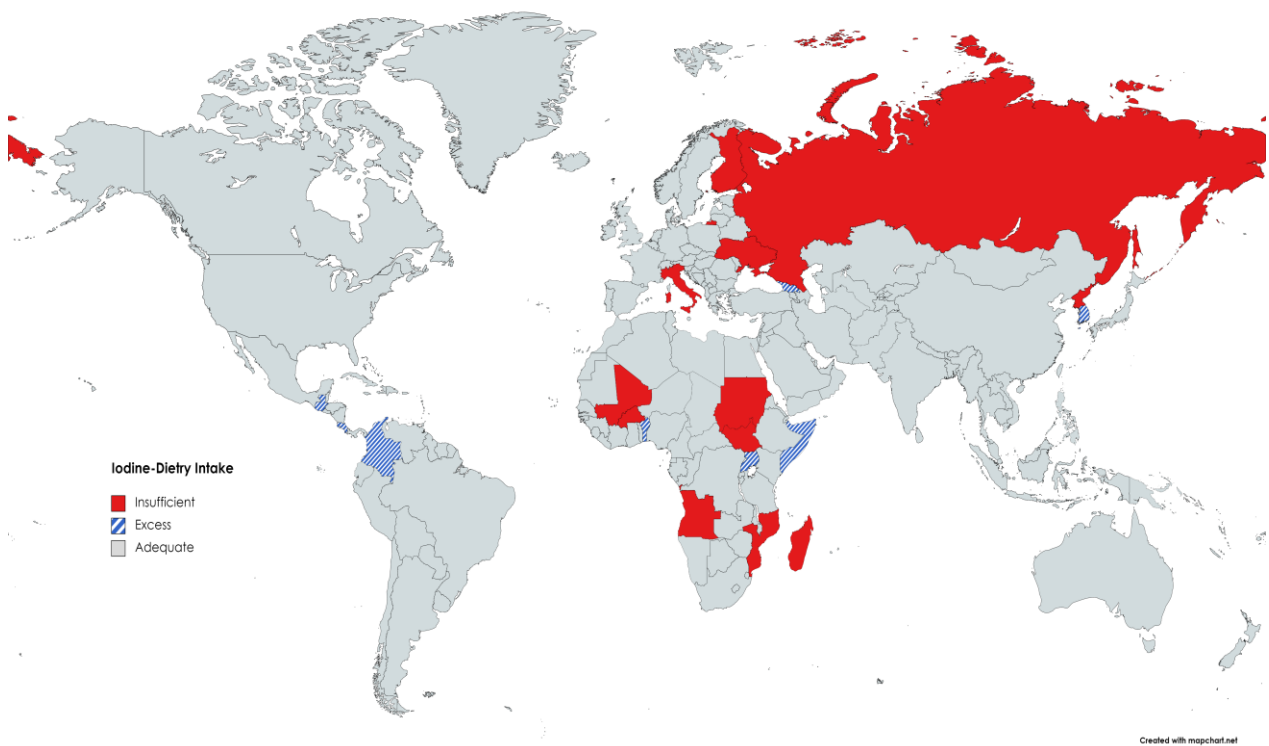 Iodine-Dietry Intake
Insufficient
Excess
Adequate
Created with mapchart.net